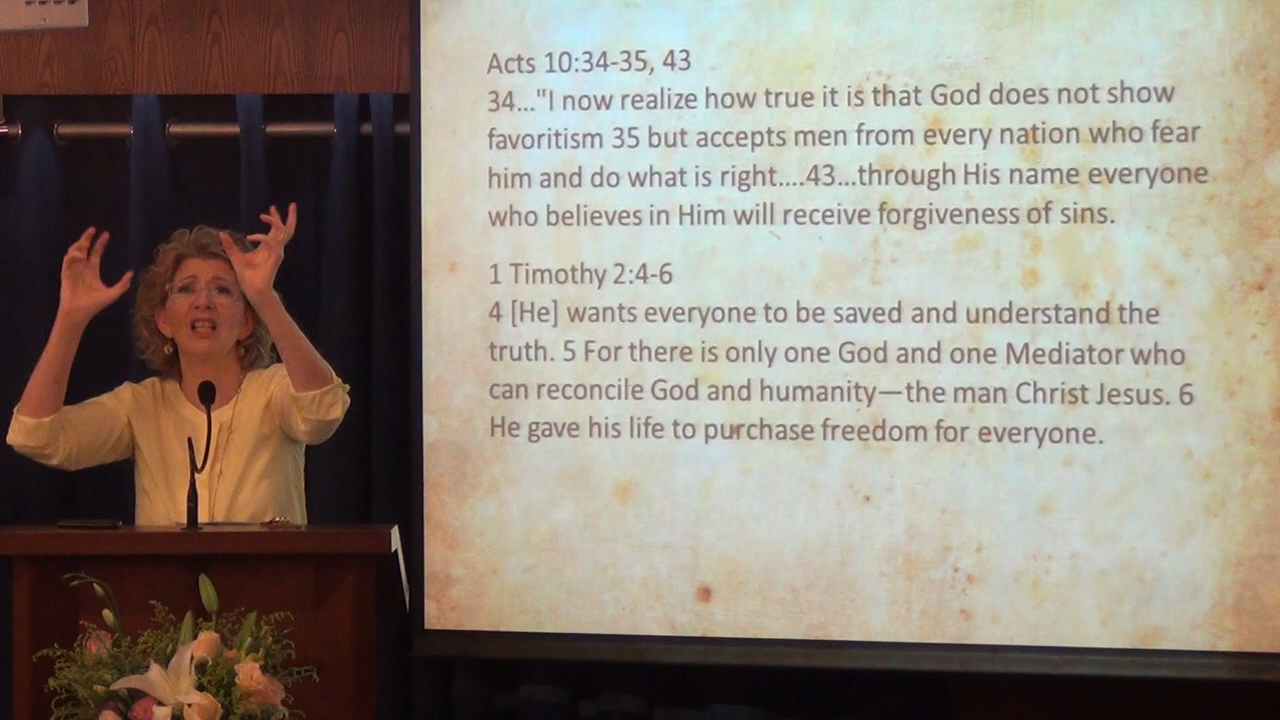 Acts 10:34-35, 43
34..."I now realize how true it is that God does not show
favoritism 35 but accepts men from every nation who fear
him and do what is right....43...through His name everyone
who believes in Him will receive forgiveness of sins.
1 Timothy 2:4-6
4 [He] wants everyone to be saved and understand the
truth. 5 For there is only one God and one Mediator who
can reconcile God and humanity—the man Christ Jesus. 6
He gave his life to purchase freedom for everyone.